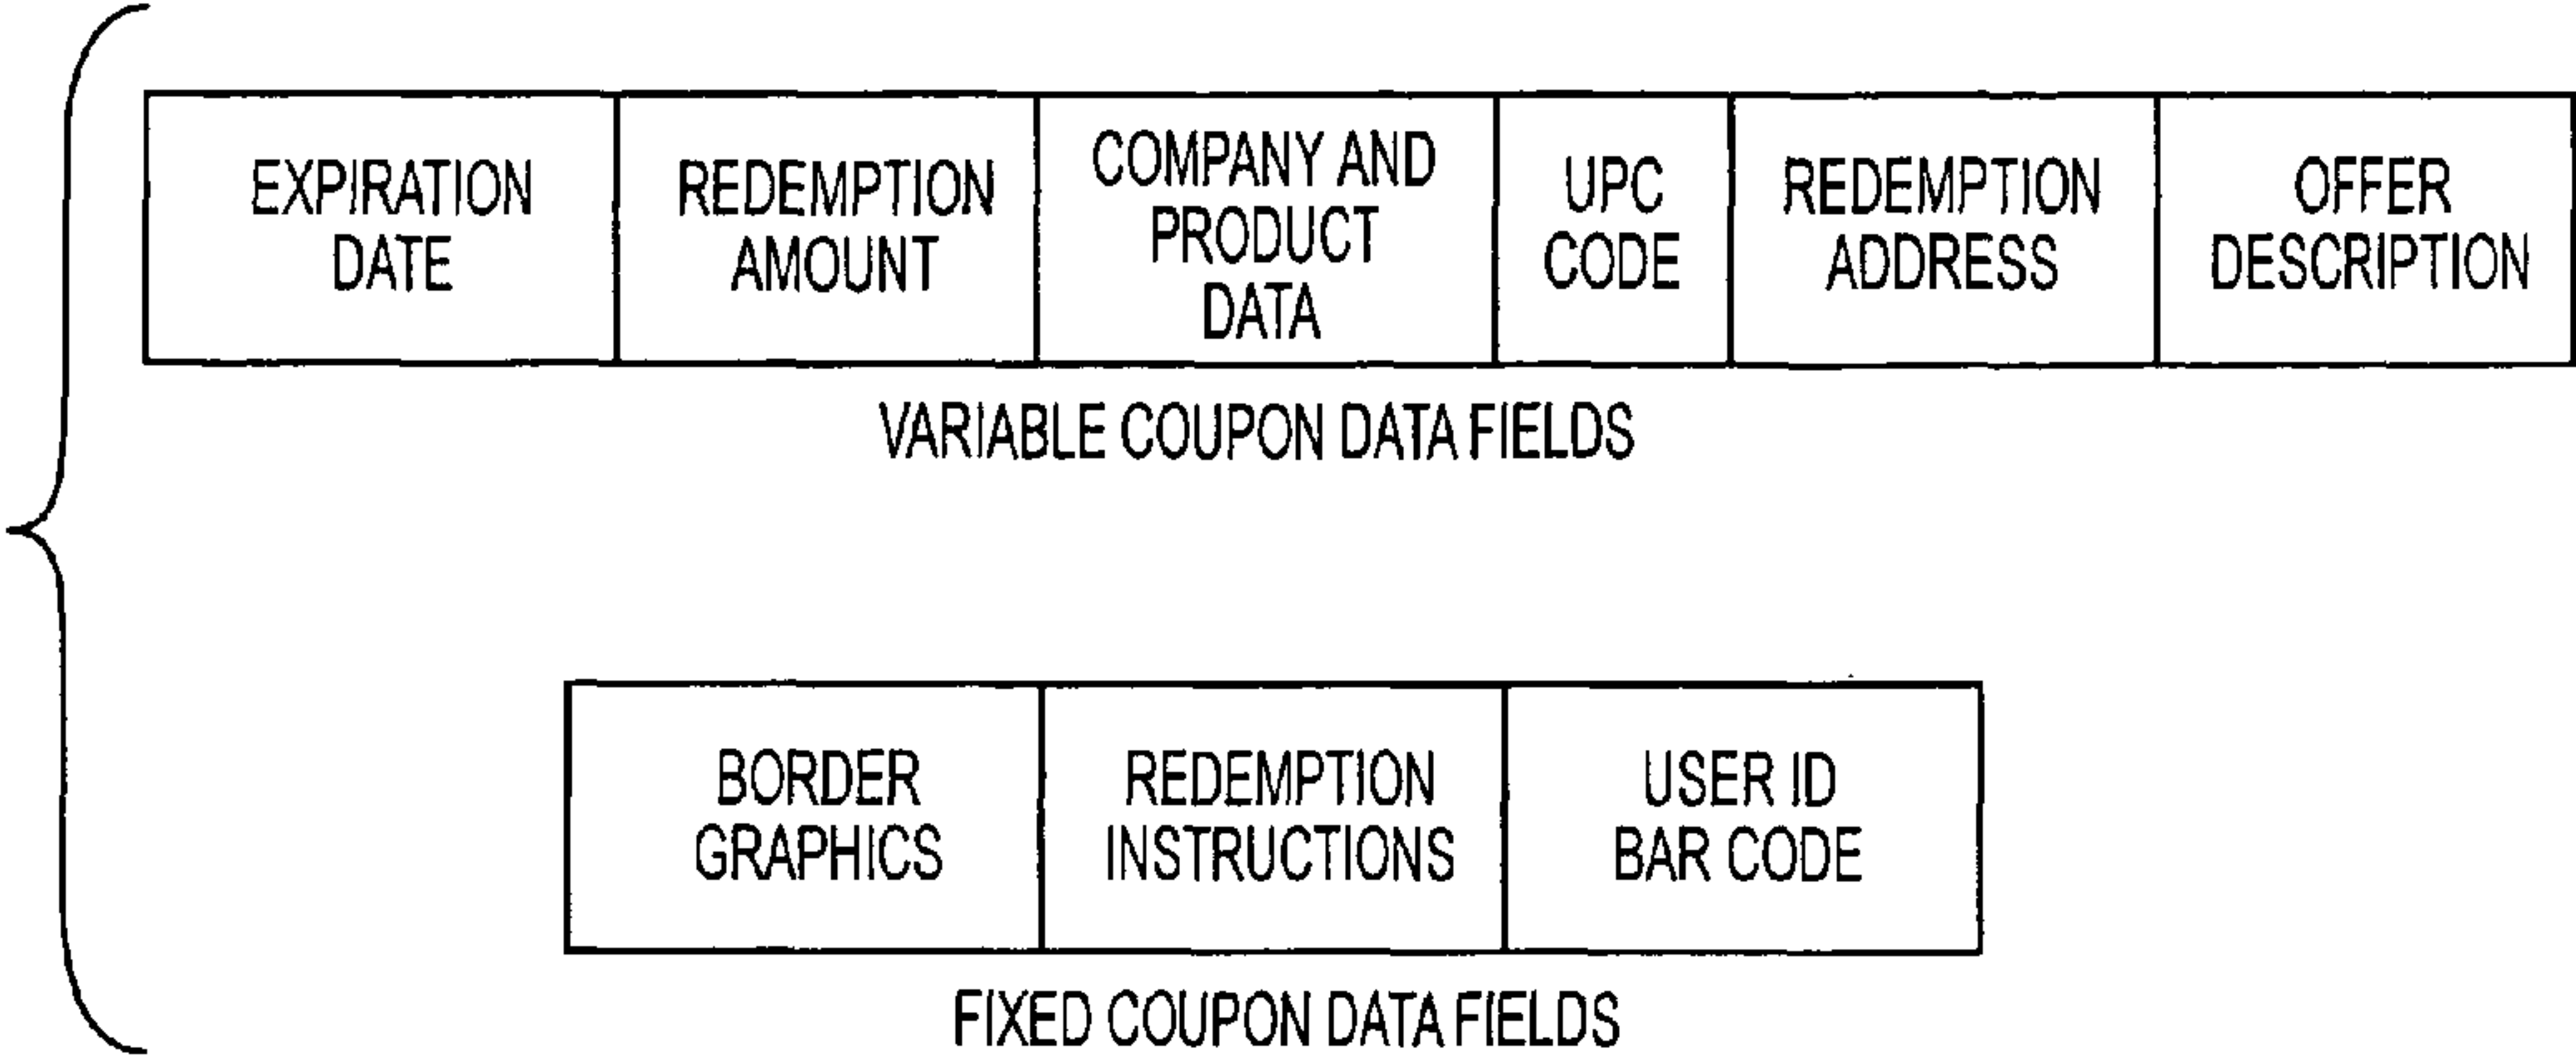 EXPIRATION
DATE
REDEMPTION
AMOUNT
COMPANY AND
PRODUCT
DATA
UPC
CODE
REDEMPTION
ADDRESS
OFFER
DESCRIPTION
VARIABLE COUPON DATA FIELDS
BORDER
GRAPHICS
REDEMPTION
INSTRUCTIONS
USER ID
BAR CODE
FIXED COUPON DATA FIELDS